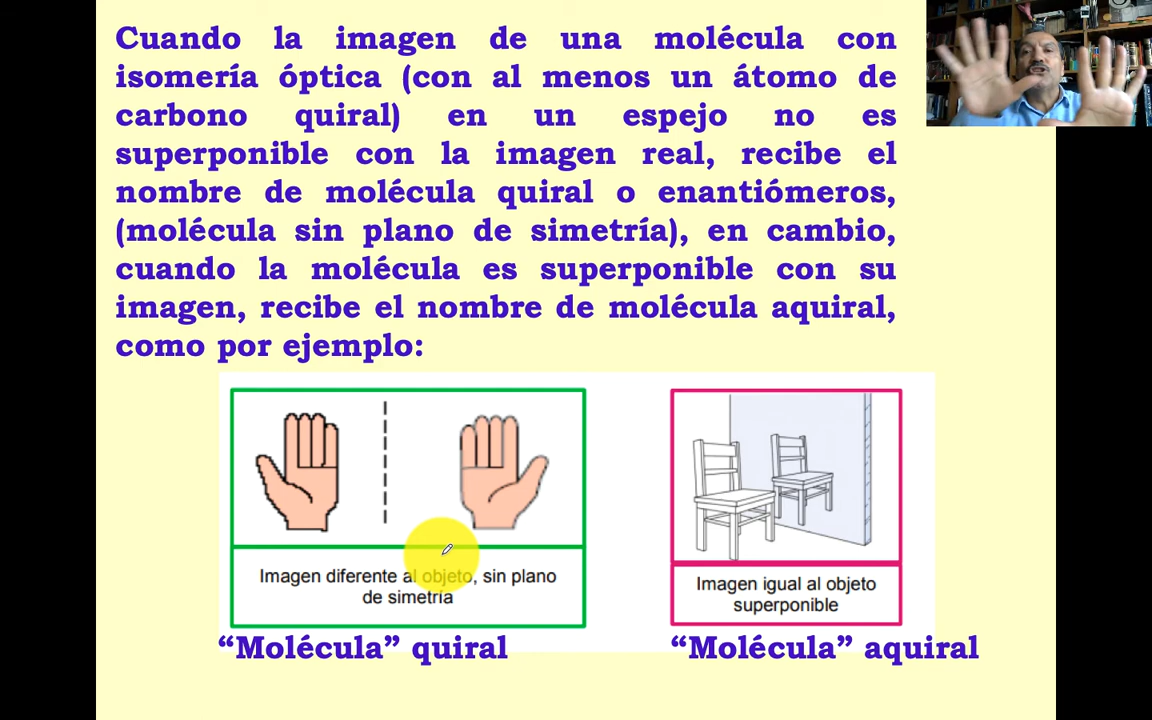 Cuando la imagen de una molécula con
isomería óptica (con al menos un átomo de
carbono quiral) en un espejo no es
superponible con la imagen real, recibe el
nombre de molécula quiral o enantiómeros,
(molécula sin plano de simetría), en cambio,
cuando la molécula es superponible con su
imagen, recibe el nombre de molécula aquiral,
como por ejemplo:
Imagen diferente al objeto, sin plano
de simetría
Imagen igual al objeto
superponible
“Molécula” quiral
“Molécula” aquiral